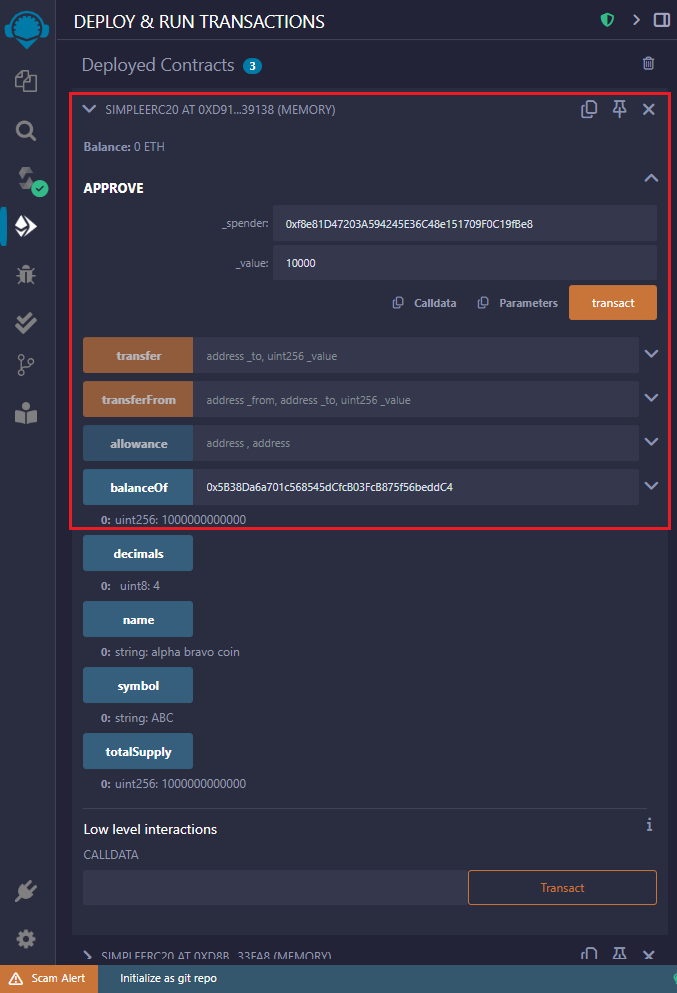 DEPLOY & RUN TRANSACTIONS
Deployed Contracts 3
SIMPLEERC20 AT 0XD91...39138 (MEMORY)
Balance: 0 ETH
APPROVE
_spender: 0xf8e81D47203A594245E36C48e151709F0C19fBe8
_value: 10000
Calldata Parameters transact
transfer address _to, uint256 _value
transferFrom address _from, address _to, uint256 _value
allowance address , address
balanceOf 0x5B38Da6a701c568545dCfcB03FcB875f56beddC4
0: uint256: 1000000000000
decimals
0: uint8: 4
name
0: string: alpha bravo coin
symbol
0: string: ABC
totalSupply
0: uint256: 1000000000000
Low level interactions
CALLDATA
Transact
SIMPLEERC20 AT 0XD8B...33FA8 (MEMORY)
Scam Alert Initialize as git repo